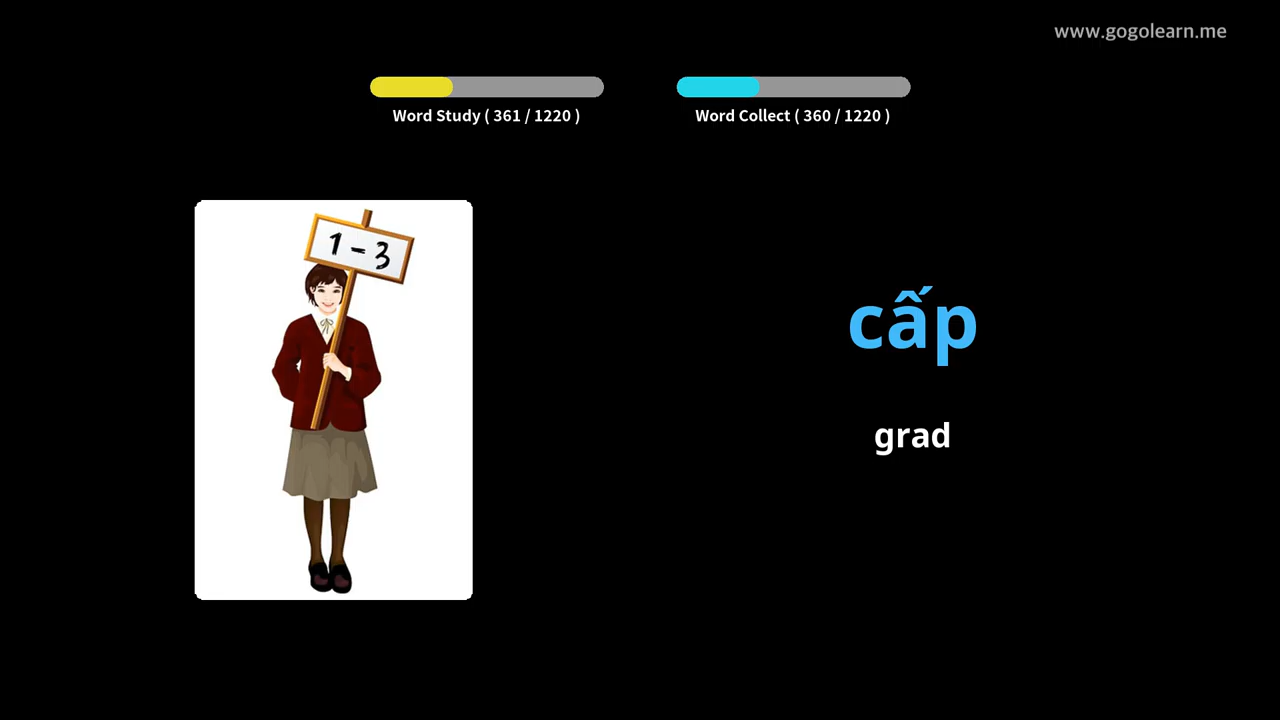 www.gogolearn.me
Word Study ( 361 / 1220 )
Word Collect ( 360 / 1220 )
1 - 3
cấp
grad